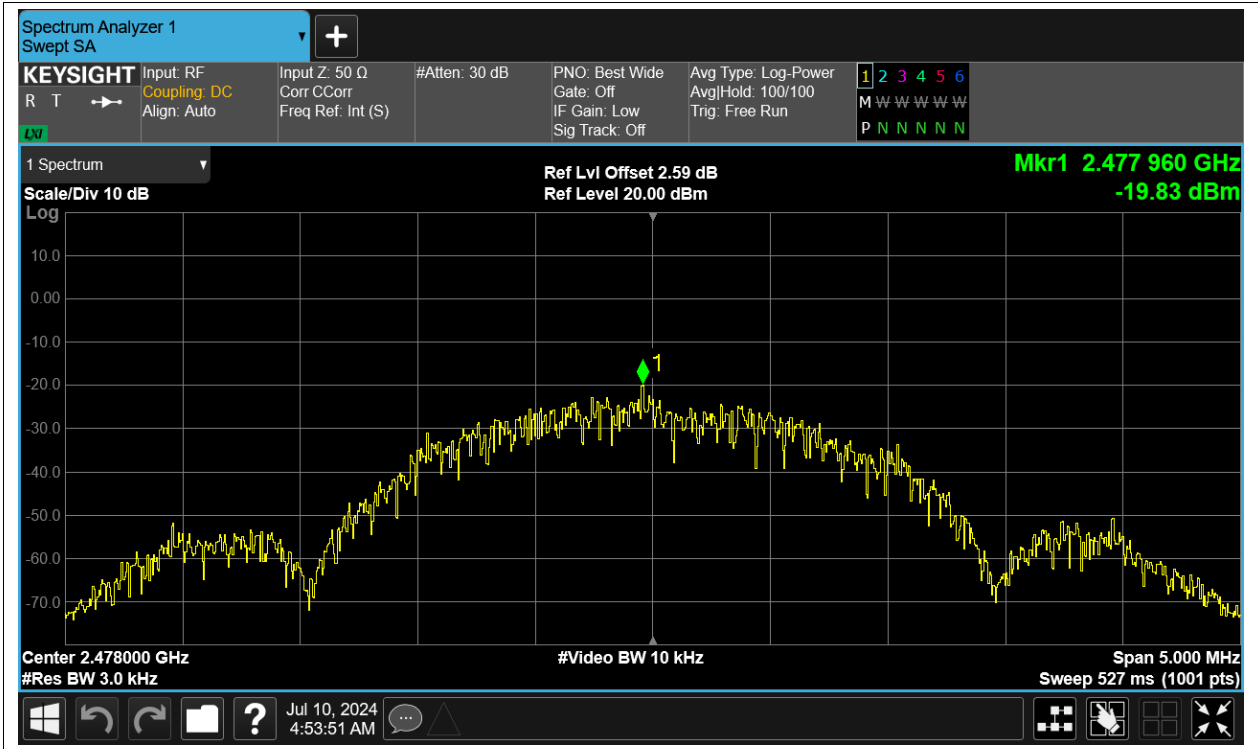 Spectrum Analyzer 1
Swept SA
KEYSIGHT
R T
LXI
Input: RF
Coupling: DC
Align: Auto
Input Z: 50 Ω
Corr CCorr
Freq Ref: Int (S)
#Atten: 30 dB
PNO: Best Wide
Gate: Off
IF Gain: Low
Sig Track: Off
Avg Type: Log-Power
Avg|Hold: 100/100
Trig: Free Run
1 2 3 4 5 6
M W W W W W W
P N N N N N N
1 Spectrum
Scale/Div 10 dB
Log
Ref Lvl Offset 2.59 dB
Ref Level 20.00 dBm
Mkr1 2.477 960 GHz
-19.83 dBm
10.0
0.00
-10.0
-20.0
-30.0
-40.0
-50.0
-60.0
-70.0
1
Center 2.478000 GHz
#Res BW 3.0 kHz
#Video BW 10 kHz
Span 5.000 MHz
Sweep 527 ms (1001 pts)
?
Jul 10, 2024
4:53:51 AM